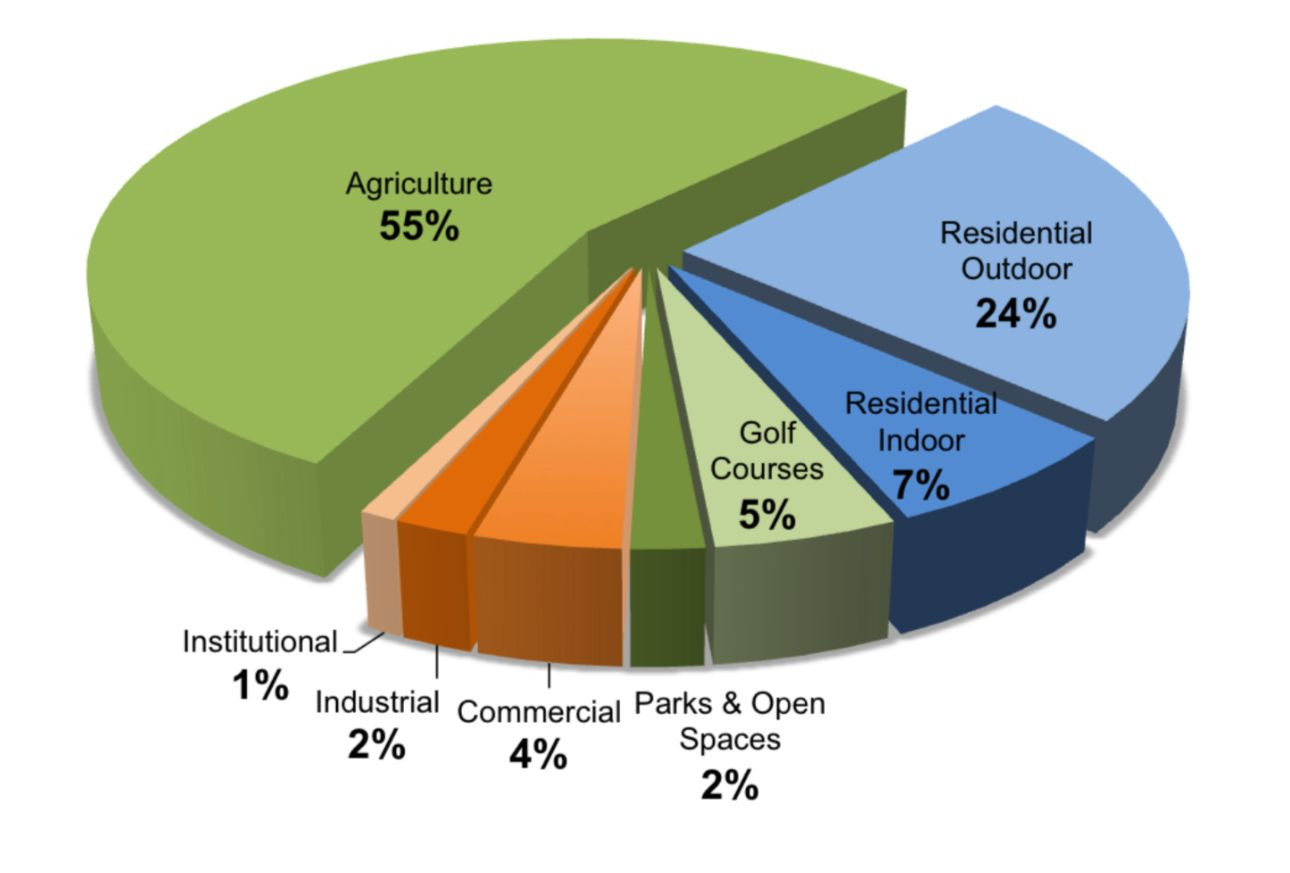 Agriculture
55%
Residential
Outdoor
24%
Residential
Indoor
7%
Golf
Courses
5%
Institutional
1%
Industrial
2%
Commercial
4%
Parks & Open
Spaces
2%